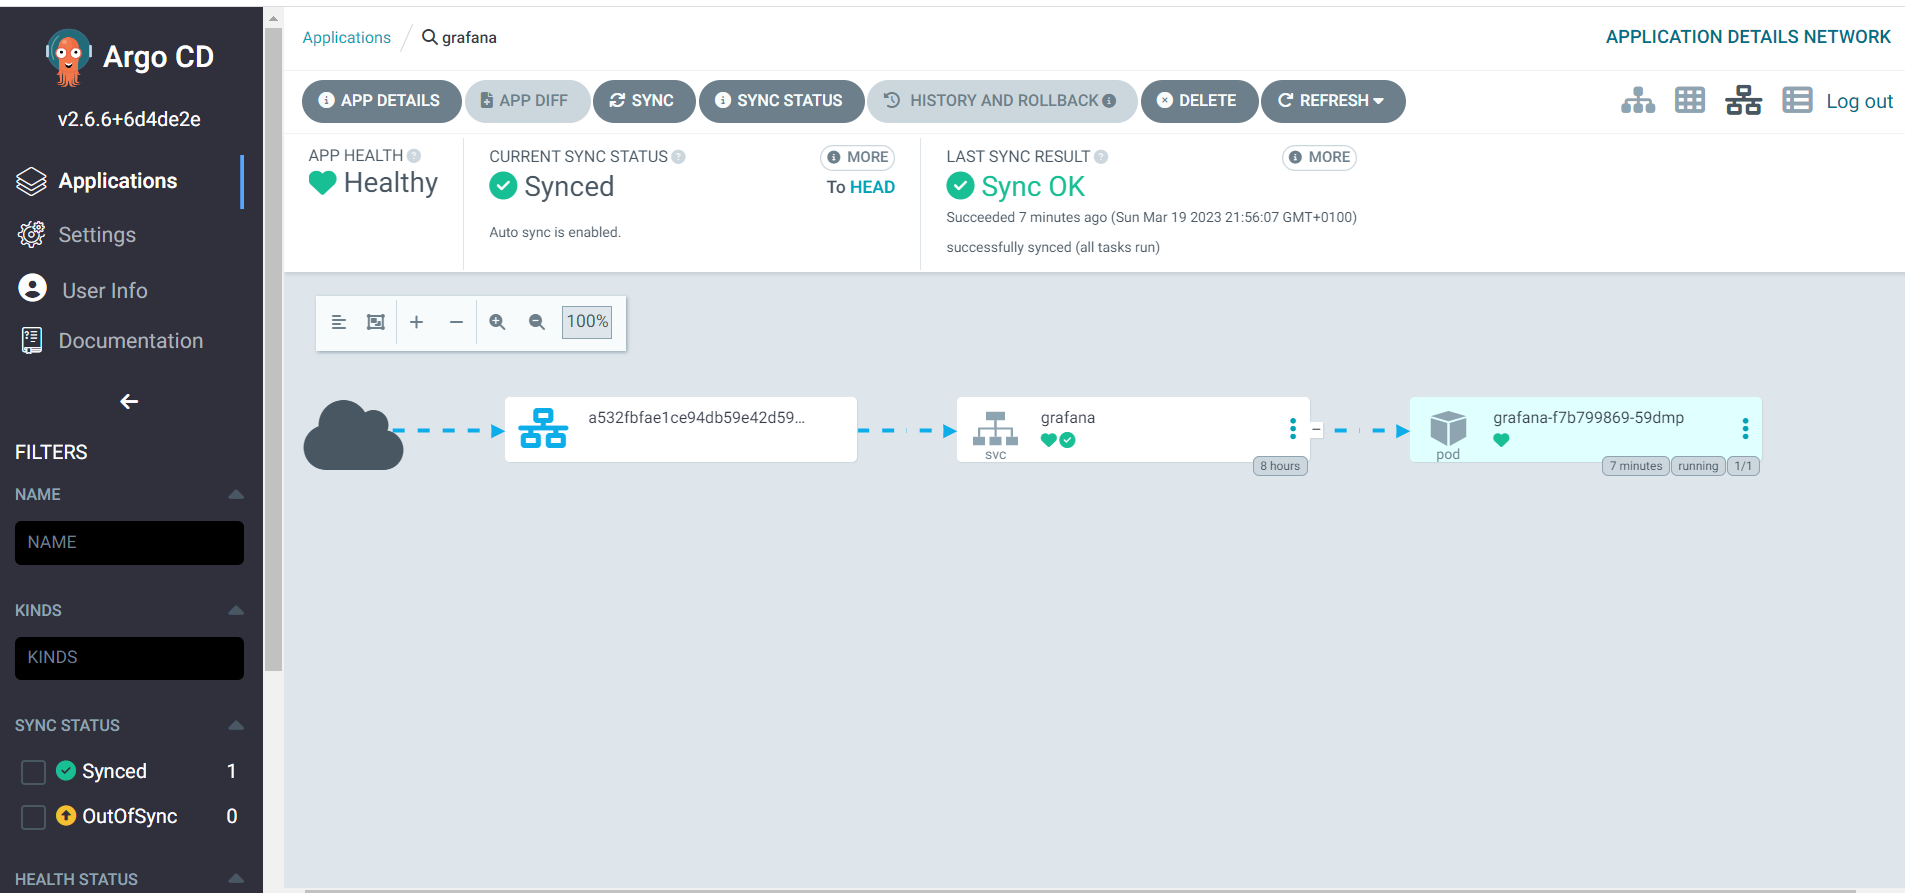 Argo CD
v2.6.6+6d4de2e
Applications
Settings
User Info
Documentation
FILTERS
NAME
NAME
KINDS
KINDS
SYNC STATUS
Synced 1
OutOfSync 0
HEALTH STATUS
Applications / grafana
APPLICATION DETAILS NETWORK
APP DETAILS APP DIFF SYNC SYNC STATUS HISTORY AND ROLLBACK DELETE REFRESH
Log out
APP HEALTH
Healthy
CURRENT SYNC STATUS MORE
Synced To HEAD
Auto sync is enabled.
LAST SYNC RESULT MORE
Sync OK
Succeeded 7 minutes ago (Sun Mar 19 2023 21:56:07 GMT+0100)
successfully synced (all tasks run)
100%
a532fbfae1ce94db59e42d59...
grafana
svc
8 hours
grafana-f7b799869-59dmp
pod
7 minutes running 1/1